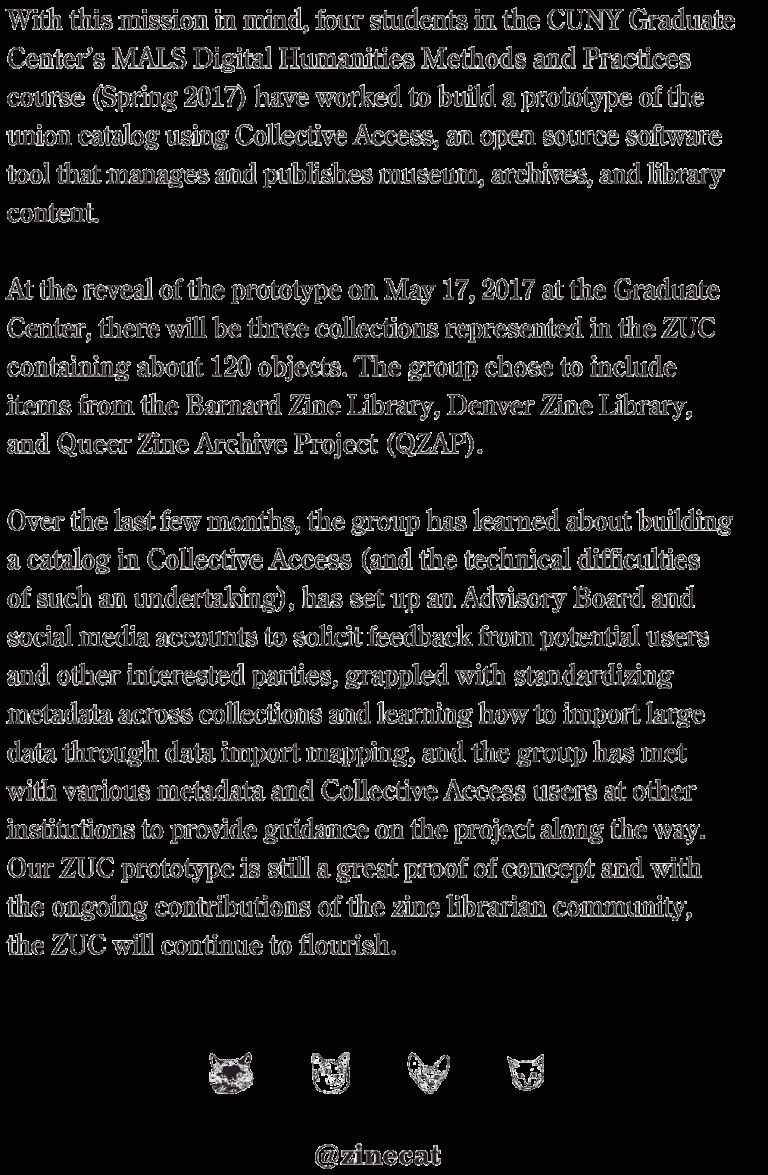 With this mission in mind, four students in the CUNY Graduate
Center's MALS Digital Humanities Methods and Practices
course (Spring 2017) have worked to build a prototype of the
union catalog using Collective Access, an open source software
tool that manages and publishes museum, archives, and library
content.
At the reveal of the prototype on May 17, 2017 at the Graduate
Center, there will be three collections represented in the ZUC
containing about 120 objects. The group chose to include
items from the Barnard Zine Library, Denver Zine Library,
and Queer Zine Archive Project (QZAP).
Over the last few months, the group has learned about building
a catalog in Collective Access (and the technical difficulties
of such an undertaking), has set up an Advisory Board and
social media accounts to solicit feedback from potential users
and other interested parties, grappled with standardizing
metadata across collections and learning how to import large
data through data import mapping, and the group has met
with various metadata and Collective Access users at other
institutions to provide guidance on the project along the way.
Our ZUC prototype is still a great proof of concept and with
the ongoing contributions of the zine librarian community,
the ZUC will continue to flourish.
@zinecat